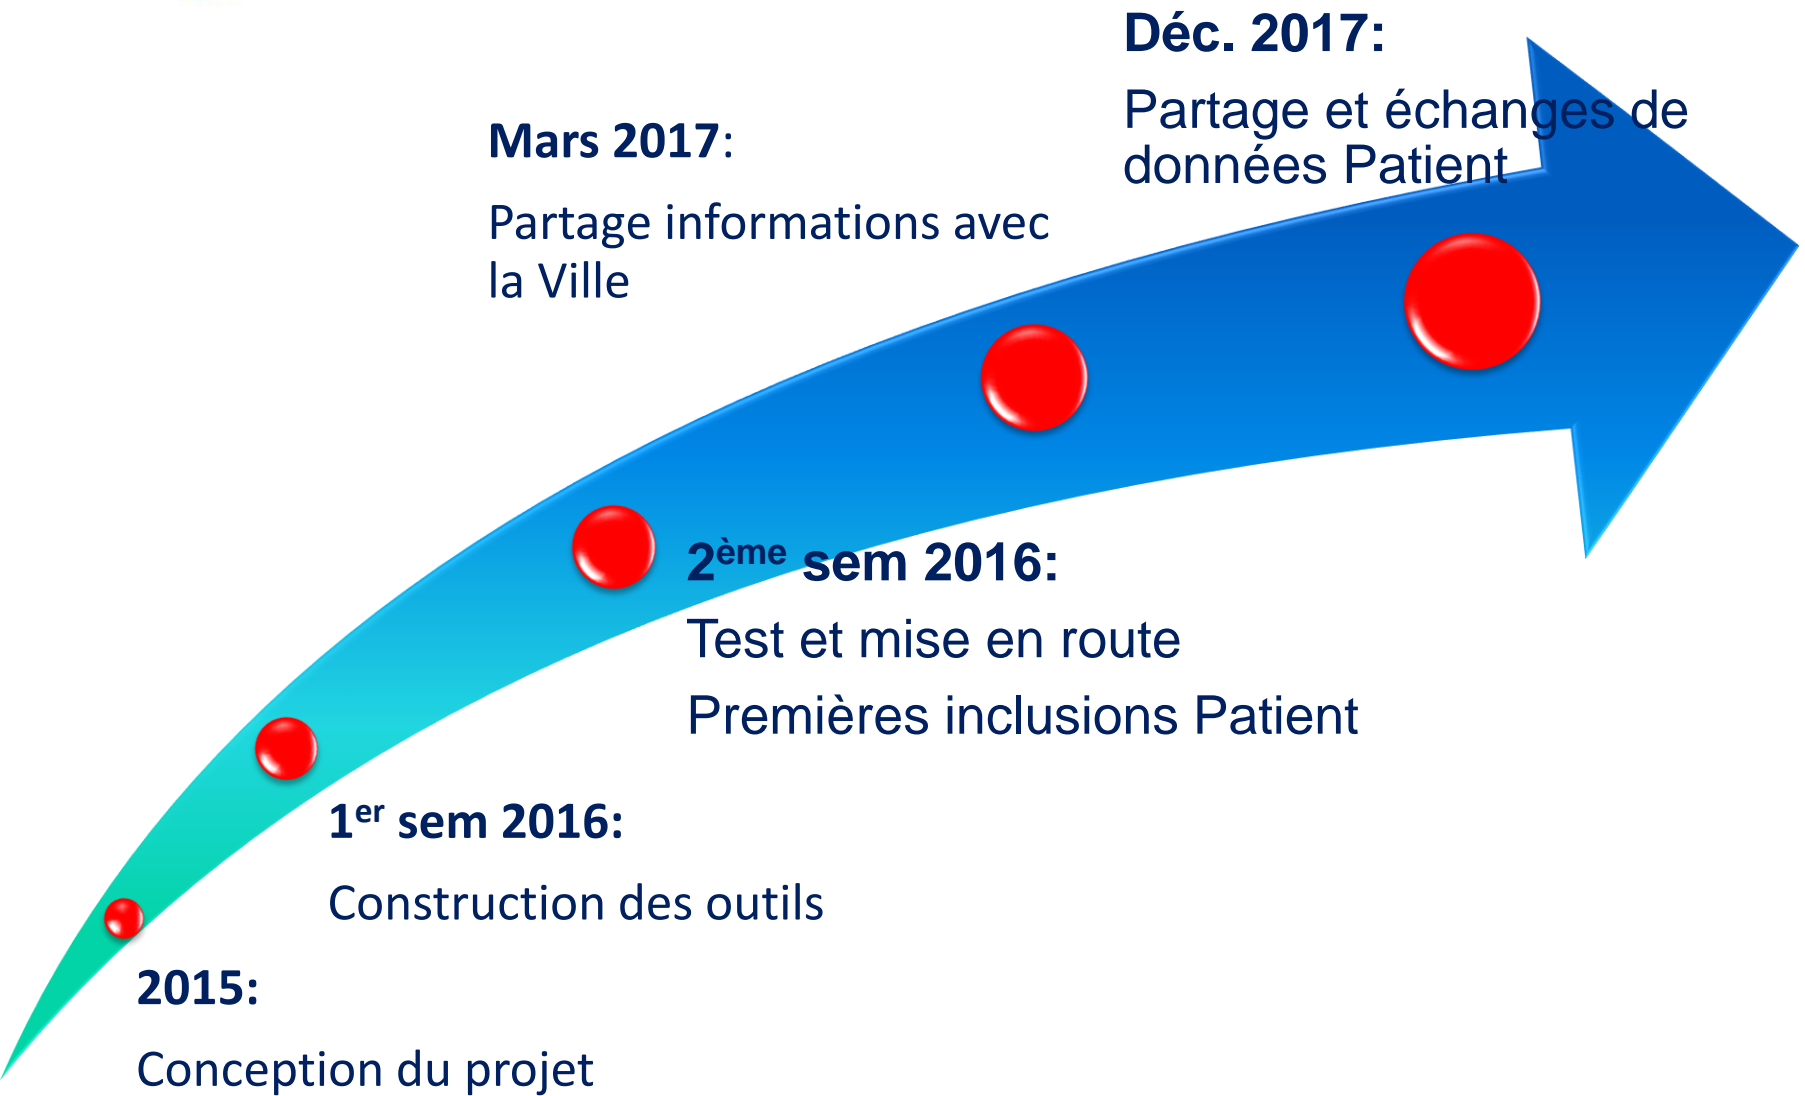 Déc. 2017:
Partage et échanges de
données Patient
Mars 2017:
Partage informations avec
la Ville
2ème sem 2016:
Test et mise en route
Premières inclusions Patient
1er sem 2016:
Construction des outils
2015:
Conception du projet